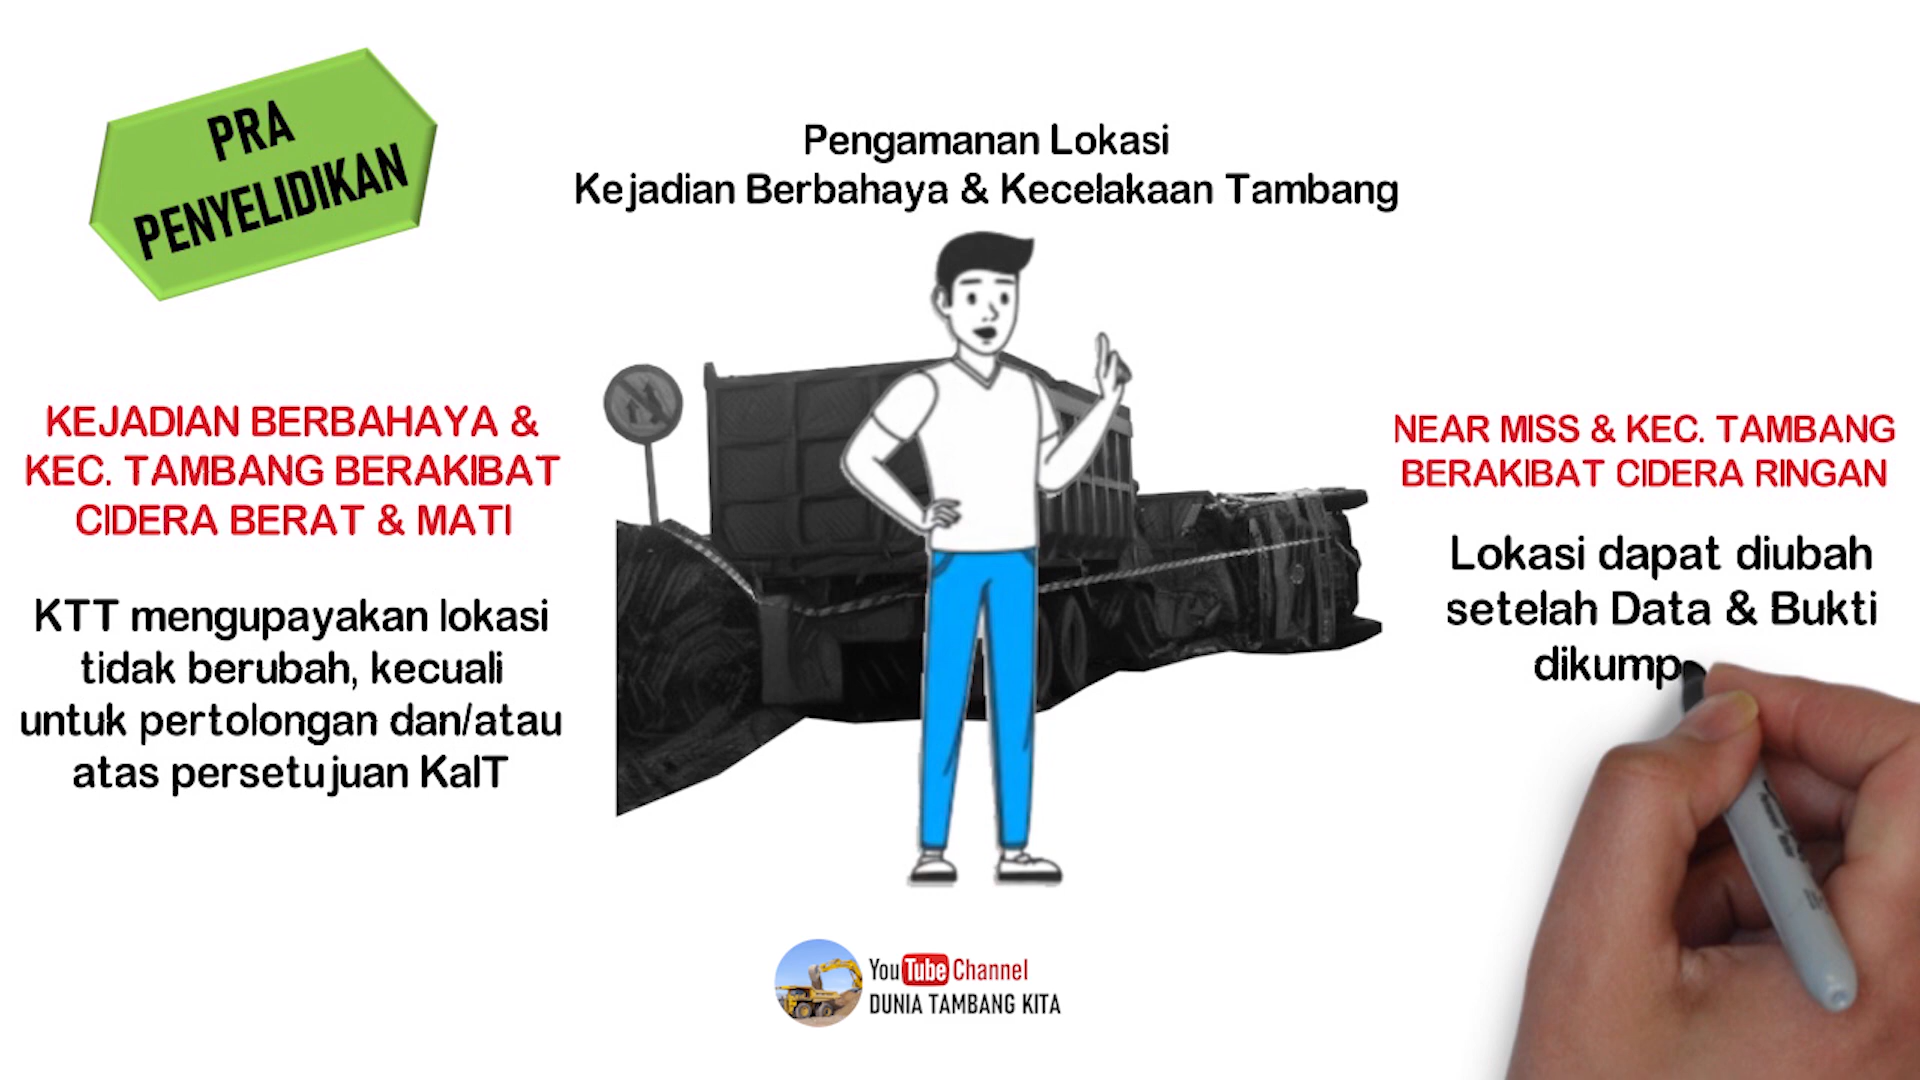 PRA
PENYELIDIKAN
Pengamanan Lokasi
Kejadian Berbahaya & Kecelakaan Tambang
KEJADIAN BERBAHAYA &
KEC. TAMBANG BERAKIBAT
CIDERA BERAT & MATI
KTT mengupayakan lokasi
tidak berubah, kecuali
untuk pertolongan dan/atau
atas persetujuan KaIT
NEAR MISS & KEC. TAMBANG
BERAKIBAT CIDERA RINGAN
Lokasi dapat diubah
setelah Data & Bukti
dikump
YouTube Channel
DUNIA TAMBANG KITA